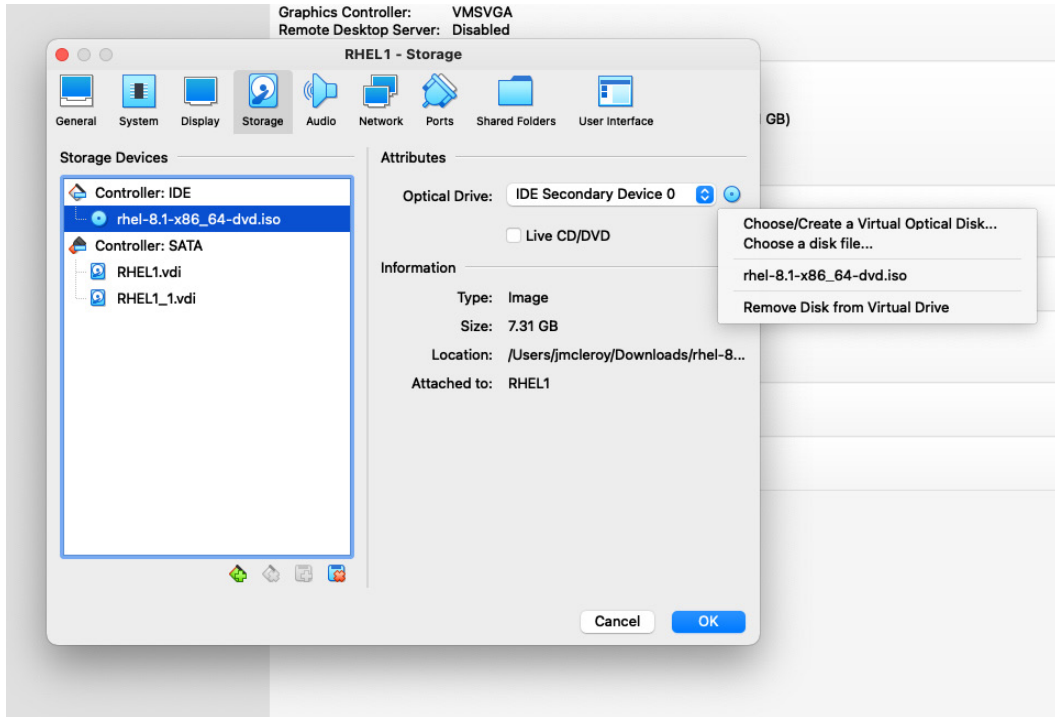 Graphics Controller: VMSVGA
Remote Desktop Server: Disabled
RHEL1 - Storage
General System Display Storage Audio Network Ports Shared Folders User Interface
GB)
Storage Devices
Attributes
Controller: IDE
rhel-8.1-x86_64-dvd.iso
Controller: SATA
RHEL1.vdi
RHEL1_1.vdi
Optical Drive: IDE Secondary Device 0
Live CD/DVD
Information
Type: Image
Size: 7.31 GB
Location: /Users/jmcleroy/Downloads/rhel-8...
Attached to: RHEL1
Choose/Create a Virtual Optical Disk...
Choose a disk file...
rhel-8.1-x86_64-dvd.iso
Remove Disk from Virtual Drive
Cancel OK